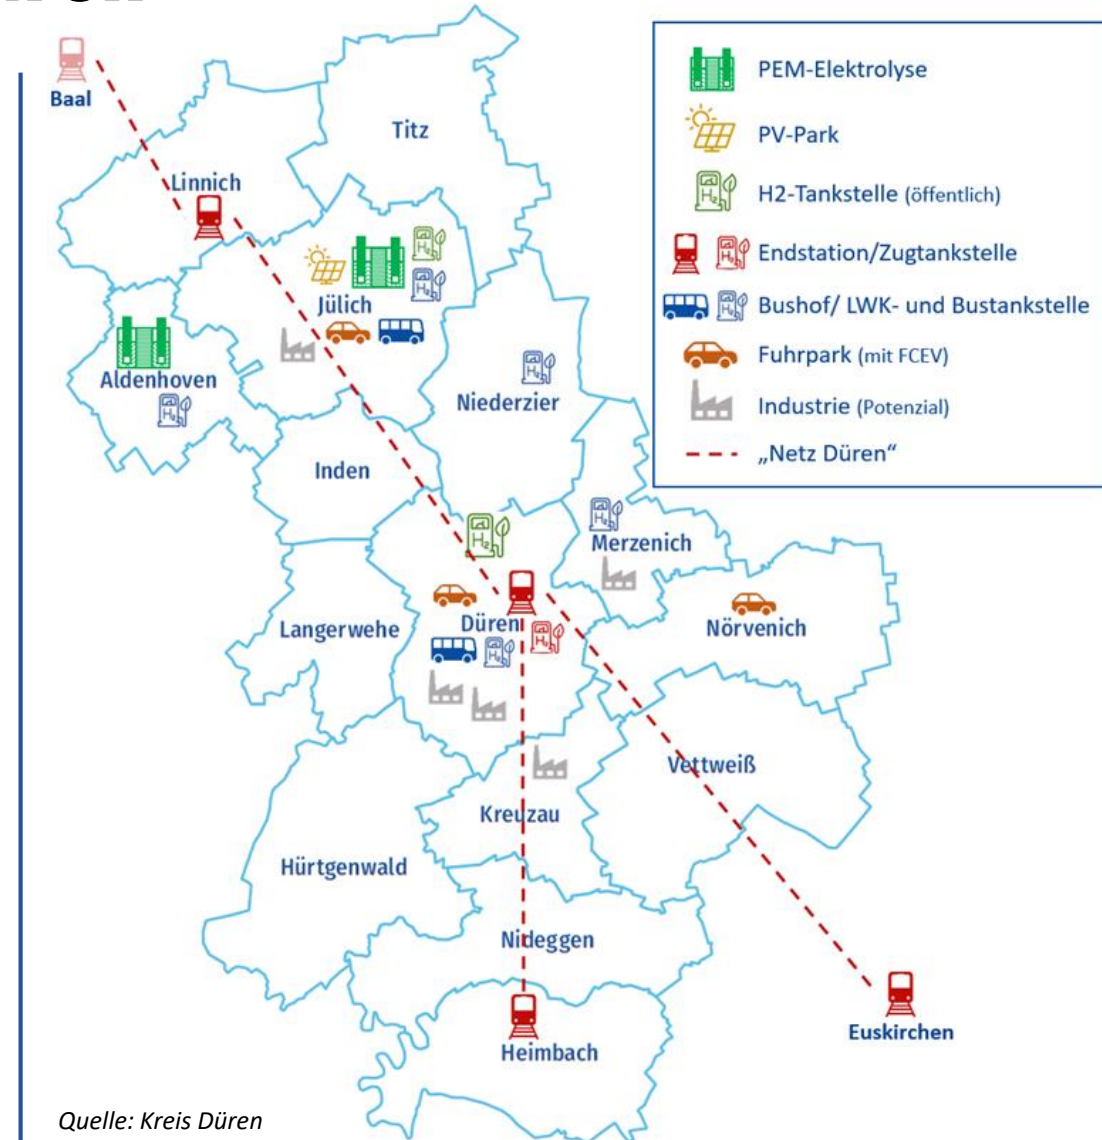 Baal
Titz
Linnich
Jülich
Aldenhoven
Niederzier
Inden
Merzenich
Langerwehe
Düren
Nörvenich
Vettweiß
Kreuzau
Hürtgenwald
Nideggen
Euskirchen
Heimbach
PEM-Elektrolyse
PV-Park
H2-Tankstelle (öffentlich)
Endstation/Zugtankstelle
Bushof/ LWK- und Bustankstelle
Fuhrpark (mit FCEV)
Industrie (Potenzial)
„Netz Düren“
Quelle: Kreis Düren